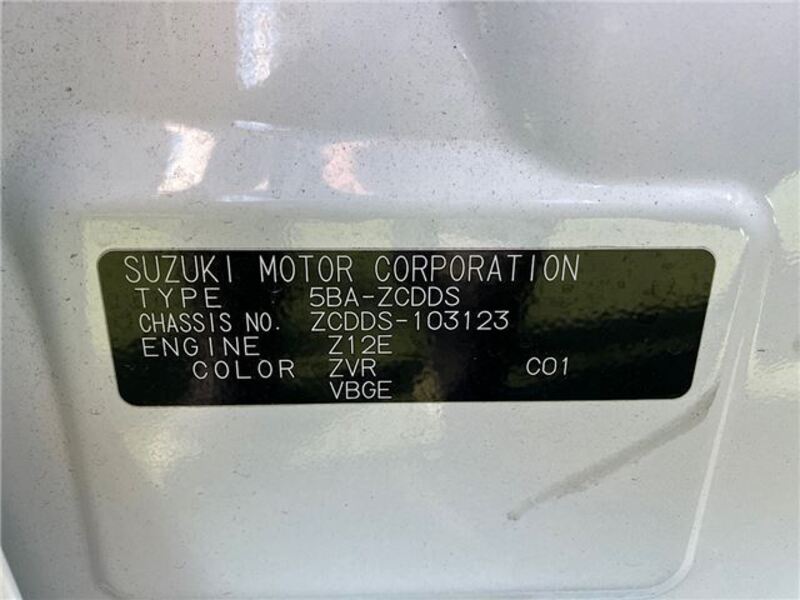 SUZUKI MOTOR CORPORATION
TYPE 5BA-ZCDDS
CHASSIS NO. ZCDDS-103123
ENGINE Z12E
COLOR ZVR C01
VBGE